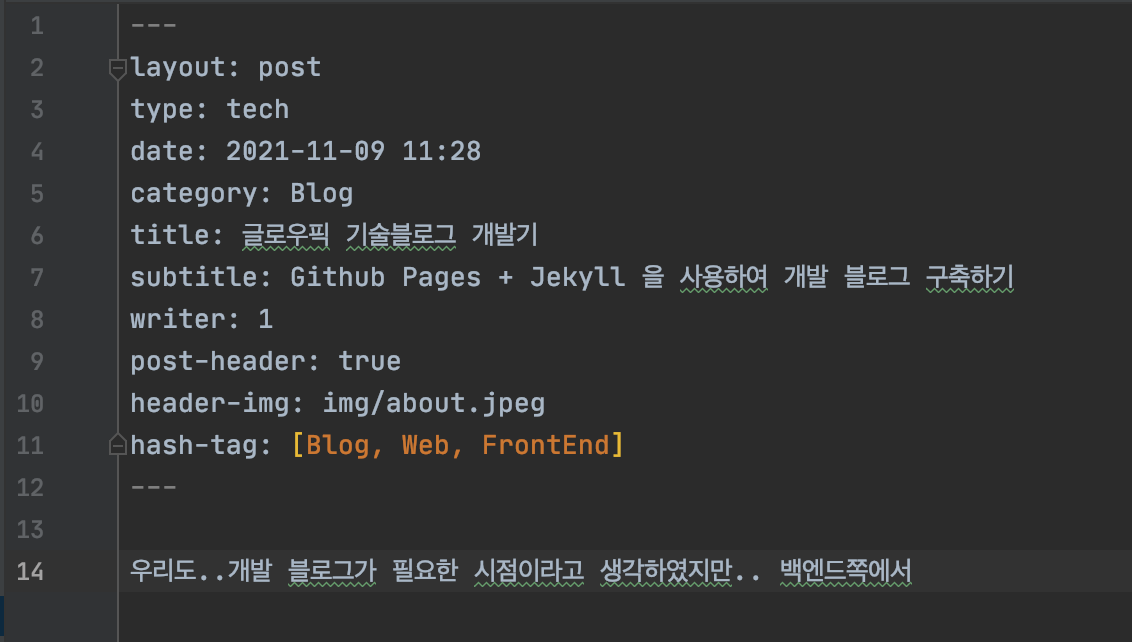 1 ---
2 layout: post
3 type: tech
4 date: 2021-11-09 11:28
5 category: Blog
6 title: 글로우픽 기술블로그 개발기
7 subtitle: Github Pages + Jekyll 을 사용하여 개발 블로그 구축하기
8 writer: 1
9 post-header: true
10 header-img: img/about.jpeg
11 hash-tag: [Blog, Web, FrontEnd]
12 ---
13
14 우리도..개발 블로그가 필요한 시점이라고 생각하였지만.. 백엔드쪽에서